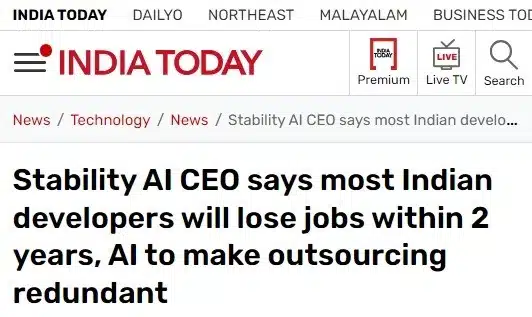 INDIA TODAY DAILYO NORTHEAST MALAYALAM BUSINESS TOD
INDIA TODAY
INDIA TODAY
Premium
LIVE
Live TV
Search
News / Technology / News / Stability AI CEO says most Indian develo...
Stability AI CEO says most Indian
developers will lose jobs within 2
years, AI to make outsourcing
redundant